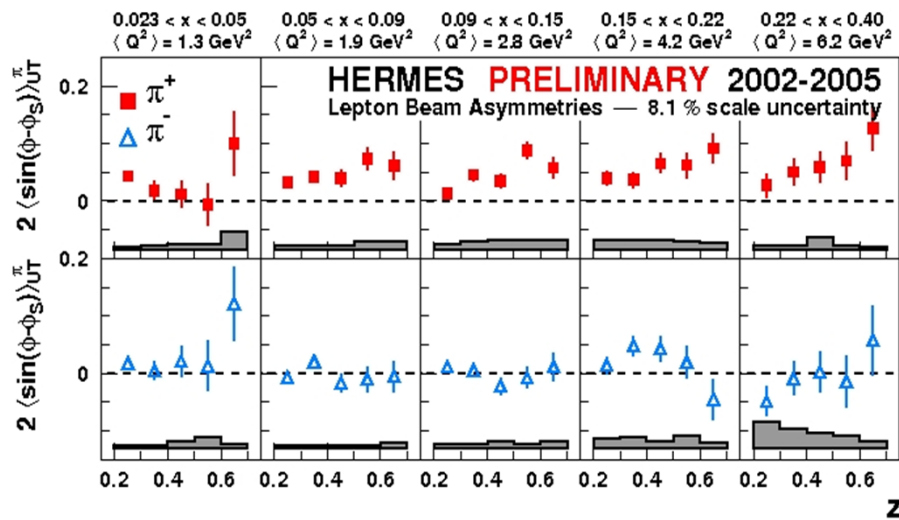 0.023 < x < 0.05 0.05 < x < 0.09 0.09 < x < 0.15 0.15 < x < 0.22 0.22 < x < 0.40
⟨ Q² ⟩ = 1.3 GeV² ⟨ Q² ⟩ = 1.9 GeV² ⟨ Q² ⟩ = 2.8 GeV² ⟨ Q² ⟩ = 4.2 GeV² ⟨ Q² ⟩ = 6.2 GeV²
2 ⟨sin(ϕ-ϕS)⟩πUT
0.2
0
π+
π-
HERMES PRELIMINARY 2002-2005
Lepton Beam Asymmetries — 8.1 % scale uncertainty
2 ⟨sin(ϕ-ϕS)⟩πUT
0.2
0
0.2 0.4 0.6 0.2 0.4 0.6 0.2 0.4 0.6 0.2 0.4 0.6 0.2 0.4 0.6
z